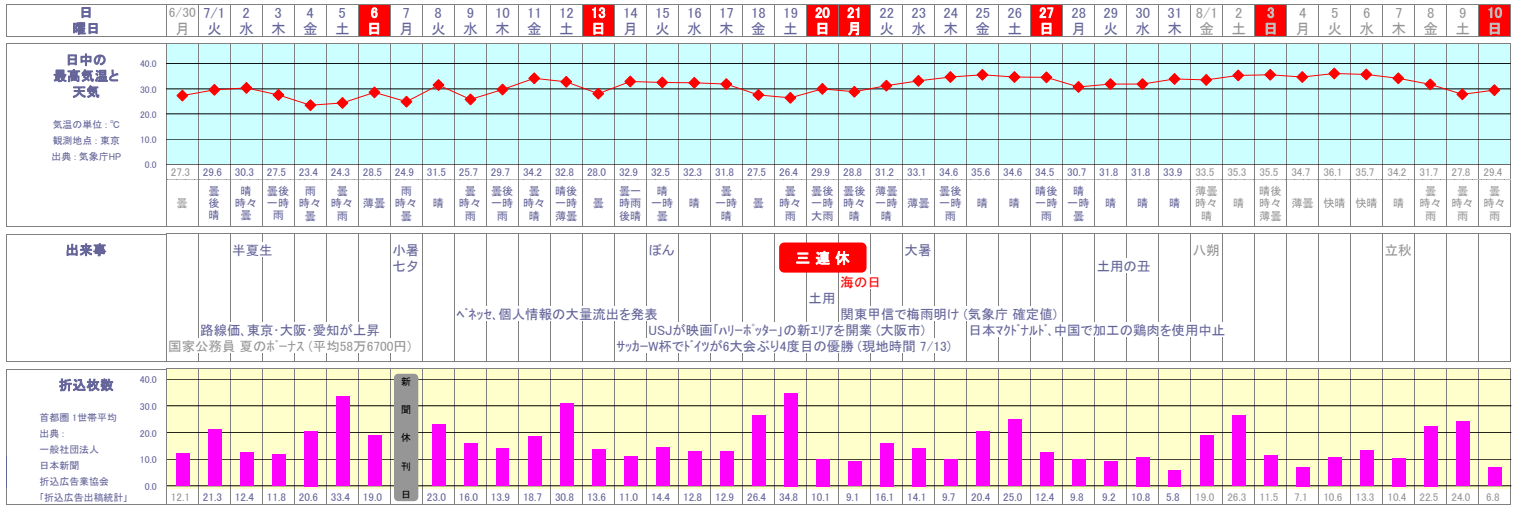 日 6/30 7/1 2 3 4 5 6 7 8 9 10 11 12 13 14 15 16 17 18 19 20 21 22 23 24 25 26 27 28 29 30 31 8/1 2 3 4 5 6 7 8 9 10
曜日 月 火 水 木 金 土 日 月 火 水 木 金 土 日 月 火 水 木 金 土 日 月 火 水 木 金 土 日 月 火 水 木 金 土 日 月 火 水 木 金 土 日
日中の
最高気温と
天気
気温の単位：℃
観測地点：東京
出典：気象庁HP
40.0
30.0
20.0
10.0
0.0
27.3 29.6 30.3 27.5 23.4 24.3 28.5 24.9 31.5 25.7 29.7 34.2 32.8 28.0 32.9 32.5 32.3 31.8 27.5 26.4 29.9 28.8 31.2 33.1 34.6 35.6 34.6 34.5 30.7 31.8 31.8 33.9 33.5 35.3 35.5 34.7 36.1 35.7 34.2 31.7 27.8 29.4
曇 曇後晴 晴時々曇 曇後一時雨 雨時々曇 曇時々雨 薄曇 雨時々曇 晴 曇時々雨 曇後一時雨 曇時々晴 晴後一時薄曇 曇 曇一時雨後晴 晴一時曇 晴 曇後一時晴 曇 曇時々雨 曇後一時大雨 曇後時々晴 薄曇一時晴 薄曇 晴後一時雨 晴 晴 晴後一時雨 晴一時曇 晴 晴 晴 薄曇時々晴 晴 晴後時々薄曇 薄曇 快晴 快晴 晴 曇時々雨 曇時々雨 曇時々雨
出来事
半夏生
小暑
七夕
ぼん
三連休
海の日
土用
大暑
土用の丑
八朔
立秋
ベネッセ、個人情報の大量流出を発表
関東甲信で梅雨明け（気象庁 確定値）
路線価、東京・大阪・愛知が上昇
USJが映画「ハリーポッター」の新エリアを開業（大阪市）
日本マクドナルド、中国で加工の鶏肉を使用中止
国家公務員 夏のボーナス（平均58万6700円）
サッカーW杯でドイツが6大会ぶり4度目の優勝（現地時間 7/13）
折込枚数
首都圏 1世帯平均
出典：
一般社団法人
日本新聞
折込広告業協会
「折込広告出稿統計」
40.0
30.0
20.0
10.0
0.0
新聞休刊日
12.1 21.3 12.4 11.8 20.6 33.4 19.0 23.0 16.0 13.9 18.7 30.8 13.6 11.0 14.4 12.8 12.9 26.4 34.8 10.1 9.1 16.1 14.1 9.7 20.4 25.0 12.4 9.8 9.2 10.8 5.8 19.0 26.3 11.5 7.1 10.6 13.3 10.4 22.5 24.0 6.8